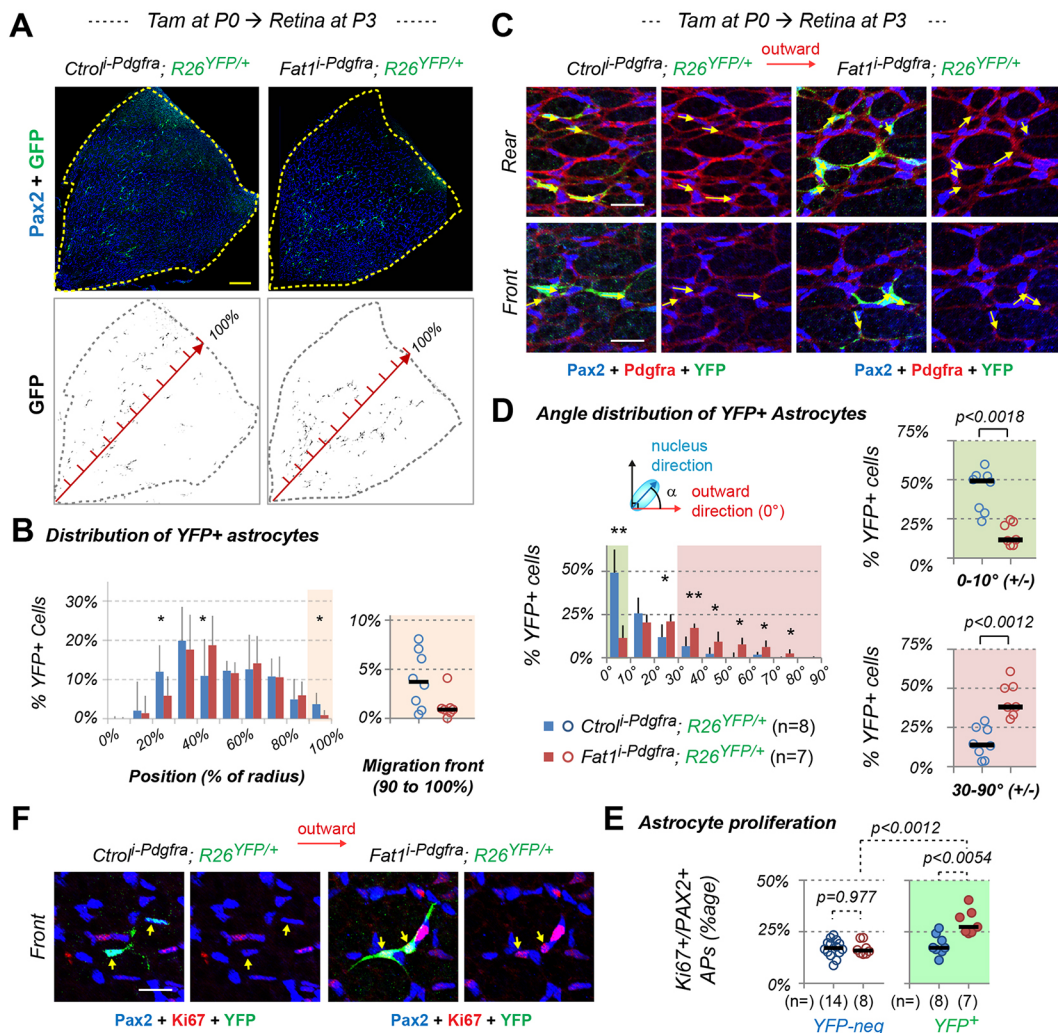 A
Tam at P0 → Retina at P3
Ctrol i-Pdgfra; R26 YFP/+
Fat1 i-Pdgfra; R26 YFP/+
Pax2 + GFP
GFP
100%
100%
B
Distribution of YFP+ astrocytes
% YFP+ Cells
30%
20%
10%
0%
*
*
*
0%
20%
40%
60%
80%
100%
Position (% of radius)
10%
5%
0%
Migration front
(90 to 100%)
C
Tam at P0 → Retina at P3
outward
Ctrol i-Pdgfra; R26 YFP/+
Fat1 i-Pdgfra; R26 YFP/+
Rear
Front
Pax2 + Pdgfra + YFP
Pax2 + Pdgfra + YFP
D
Angle distribution of YFP+ Astrocytes
nucleus
direction
α
outward
direction (0°)
% YFP+ cells
50%
25%
0%
**
*
**
*
*
*
*
0°
10°
20°
30°
40°
50°
60°
70°
80°
90°
Ctrol i-Pdgfra; R26 YFP/+ (n=8)
Fat1 i-Pdgfra; R26 YFP/+ (n=7)
p<0.0018
% YFP+ cells
75%
50%
25%
0%
0-10° (+/-)
p<0.0012
% YFP+ cells
75%
50%
25%
0%
30-90° (+/-)
E
Astrocyte proliferation
p<0.0012
p<0.0054
p=0.977
Ki67+/PAX2+
APs (%age)
50%
25%
0%
50%
25%
0%
(n=) (14) (8)
(n=) (8) (7)
YFP-neg
YFP+
F
outward
Ctrol i-Pdgfra; R26 YFP/+
Fat1 i-Pdgfra; R26 YFP/+
Front
Pax2 + Ki67 + YFP
Pax2 + Ki67 + YFP